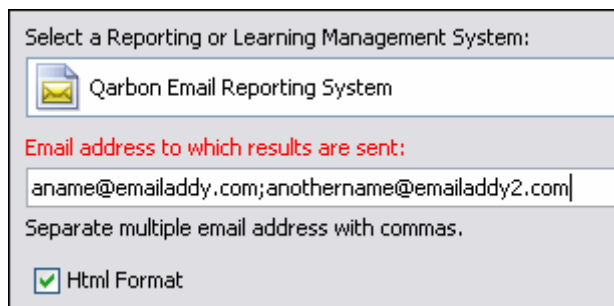 Select a Reporting or Learning Management System:
Qarbon Email Reporting System
Email address to which results are sent:
aname@emailaddy.com;anothername@emailaddy2.com
Separate multiple email address with commas.
Html Format